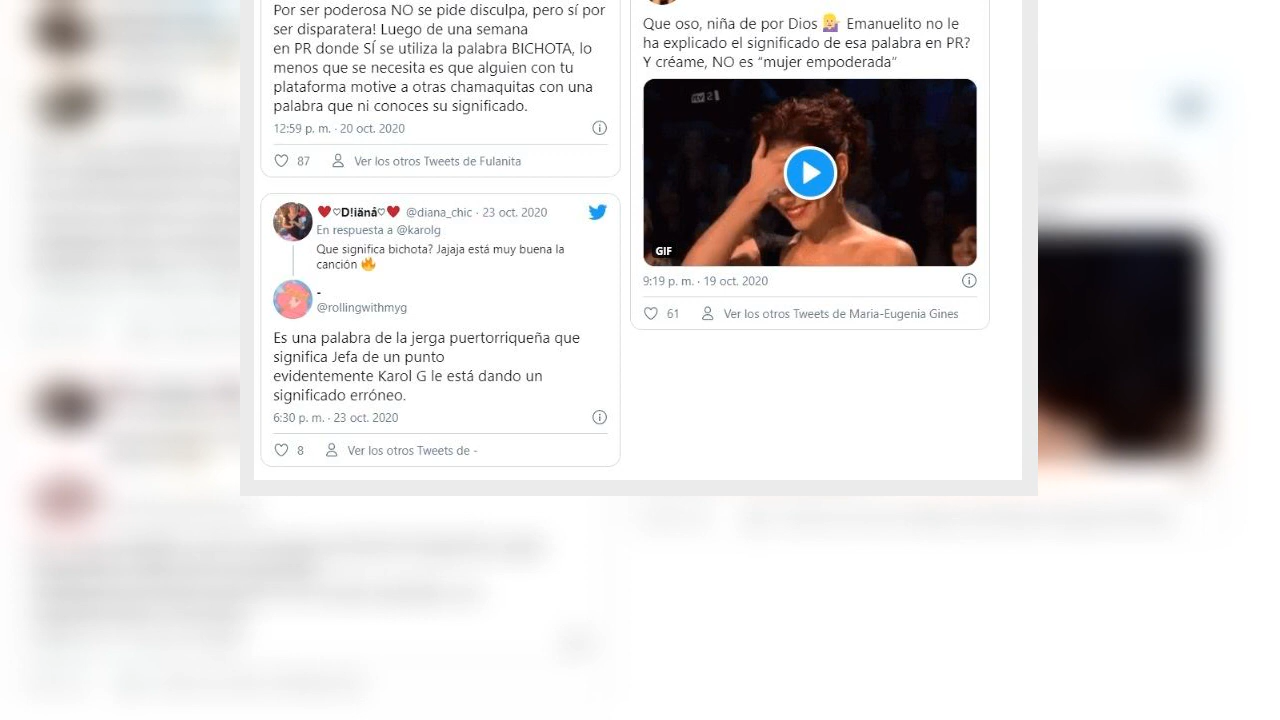 Por ser poderosa NO se pide disculpa, pero sí por
ser disparatera! Luego de una semana
en PR donde SÍ se utiliza la palabra BICHOTA, lo
menos que se necesita es que alguien con tu
plataforma motive a otras chamaquitas con una
palabra que ni conoces su significado.
12:59 p. m. · 20 oct. 2020
87 Ver los otros Tweets de Fulanita
❤️♡D!iänå♡❤️ @diana_chic · 23 oct. 2020
En respuesta a @karolg
Que significa bichota? Jajaja está muy buena la
canción 🔥
-
@rollingwithmyg
Es una palabra de la jerga puertorriqueña que
significa Jefa de un punto
evidentemente Karol G le está dando un
significado erróneo.
6:30 p. m. · 23 oct. 2020
8 Ver los otros Tweets de -
Que oso, niña de por Dios 🤷🏼‍♀️ Emanuelito no le
ha explicado el significado de esa palabra en PR?
Y créame, NO es “mujer empoderada”
itv 2
GIF
9:19 p. m. · 19 oct. 2020
61 Ver los otros Tweets de Maria-Eugenia Gines